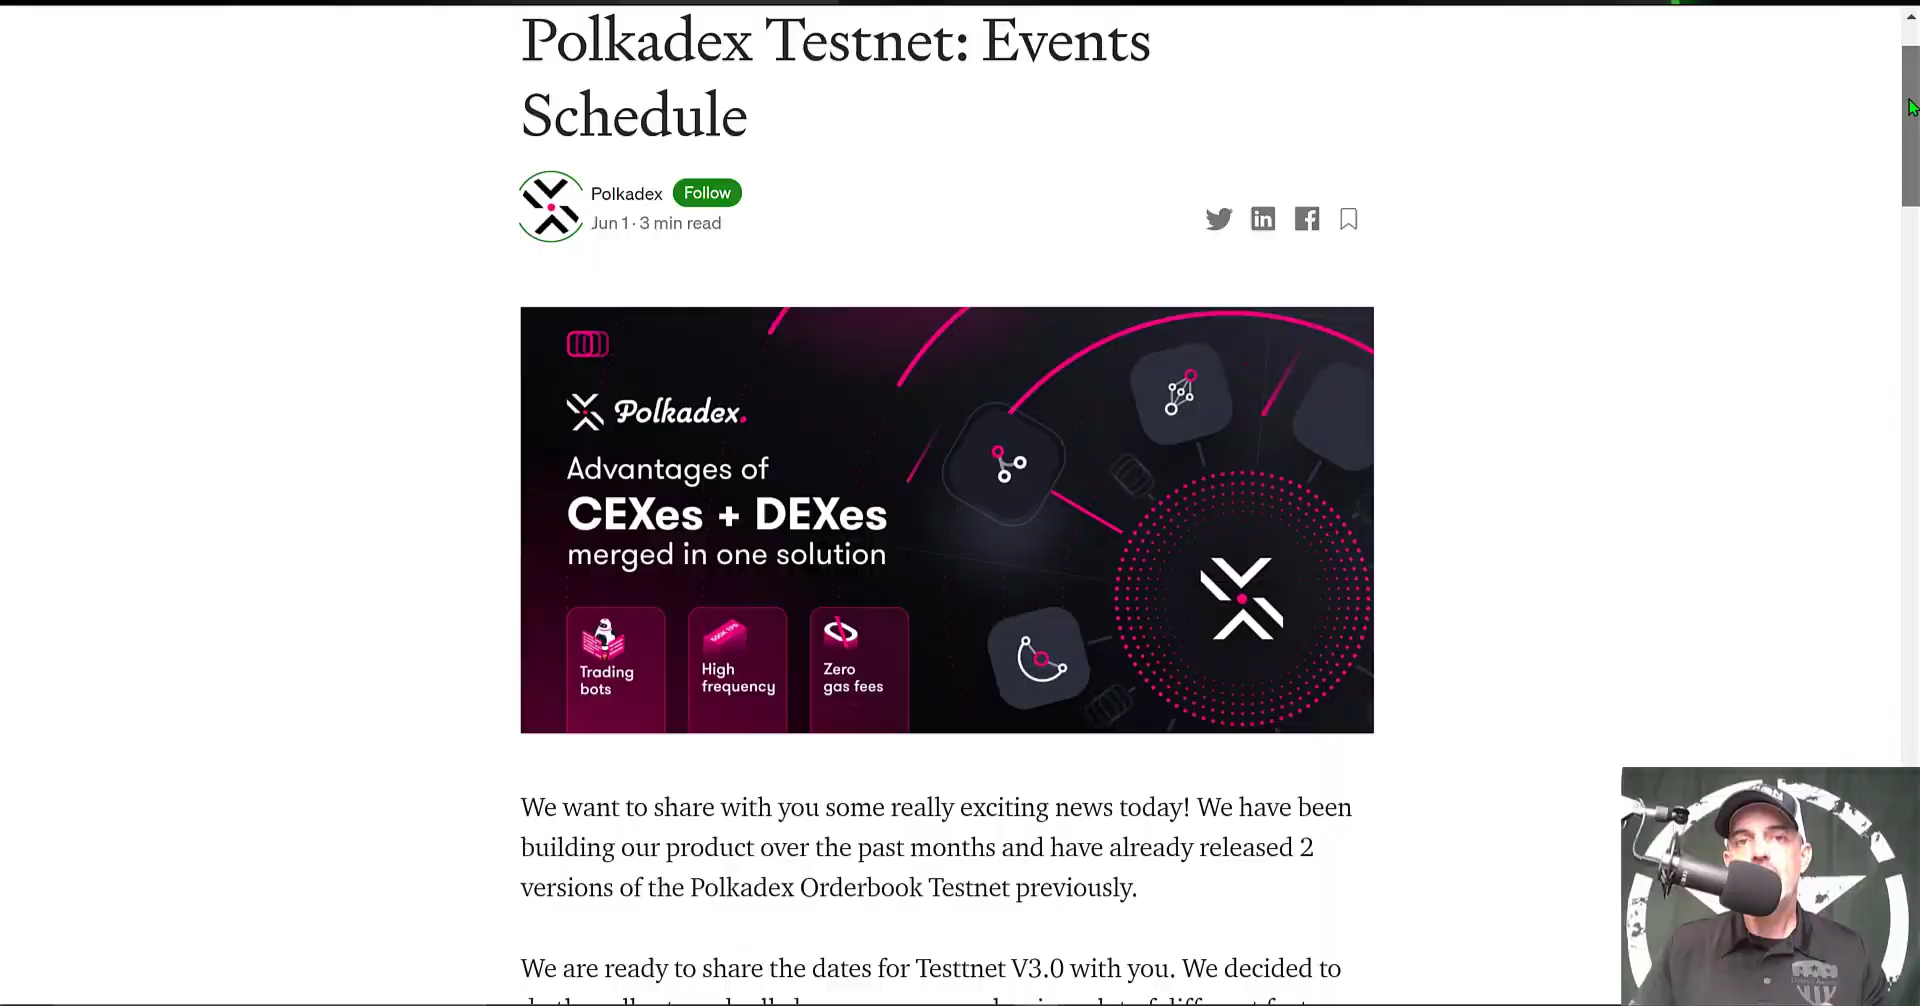 Polkadex Testnet: Events
Schedule
Polkadex Follow
Jun 1 · 3 min read
Polkadex.
Advantages of
CEXes + DEXes
merged in one solution
Trading
bots
High
frequency
Zero
gas fees
We want to share with you some really exciting news today! We have been
building our product over the past months and have already released 2
versions of the Polkadex Orderbook Testnet previously.
We are ready to share the dates for Testtnet V3.0 with you. We decided to